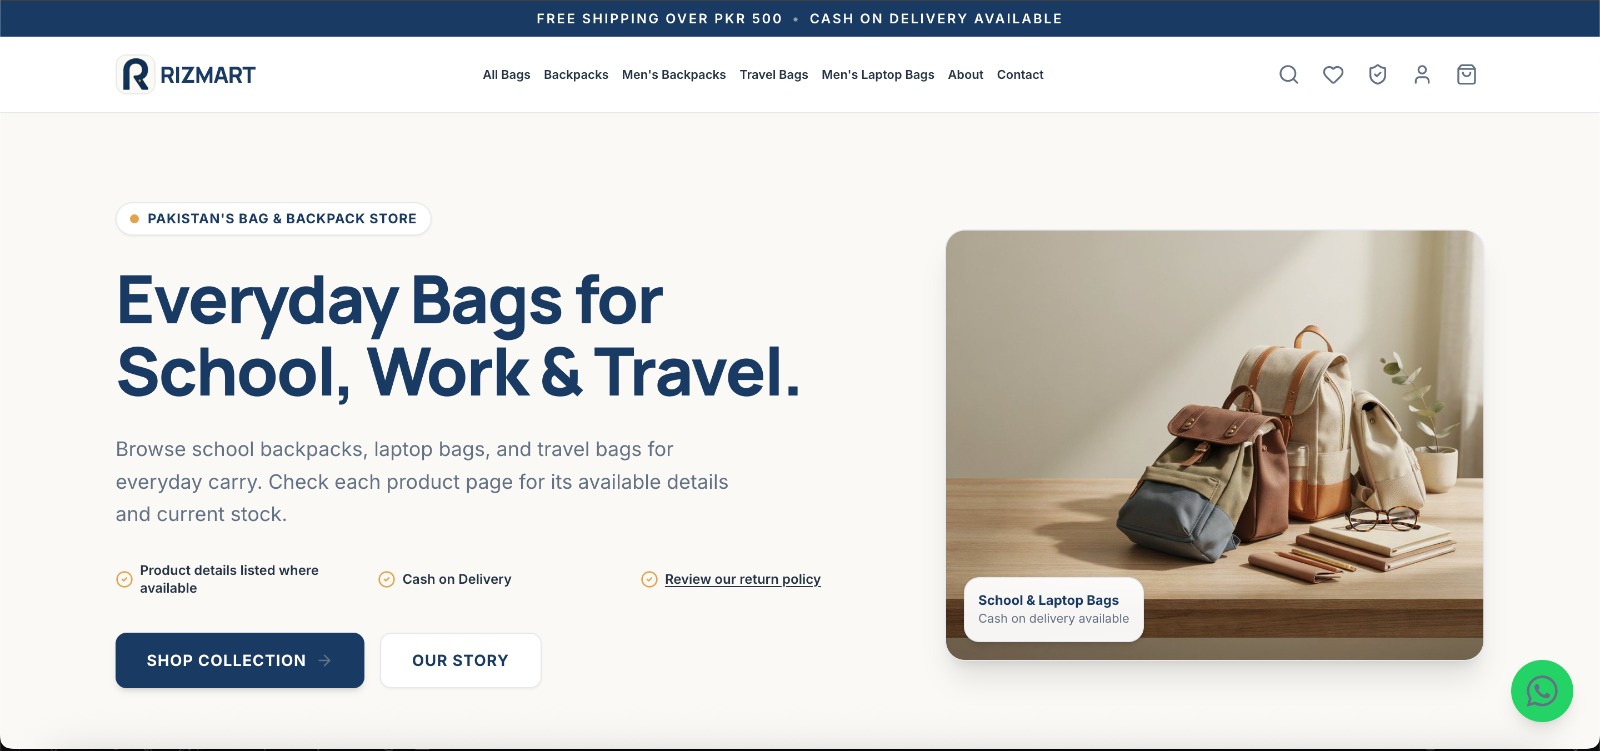 FREE SHIPPING OVER PKR 500 • CASH ON DELIVERY AVAILABLE
RIZMART
All Bags Backpacks Men's Backpacks Travel Bags Men's Laptop Bags About Contact
PAKISTAN'S BAG & BACKPACK STORE
Everyday Bags for
School, Work & Travel.
Browse school backpacks, laptop bags, and travel bags for
everyday carry. Check each product page for its available details
and current stock.
Product details listed where
available
Cash on Delivery
Review our return policy
SHOP COLLECTION →
OUR STORY
School & Laptop Bags
Cash on delivery available